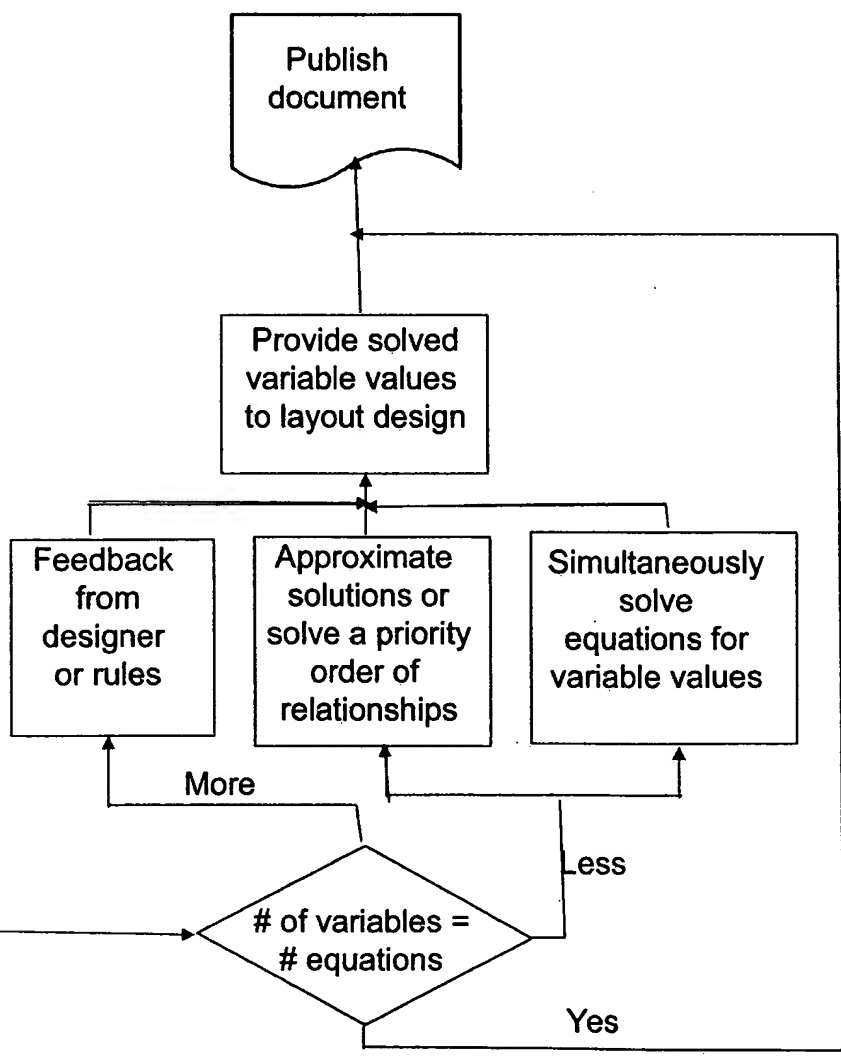 Publish
document
Provide solved
variable values
to layout design
Feedback
from
designer
or rules
Approximate
solutions or
solve a priority
order of
relationships
Simultaneously
solve
equations for
variable values
More
Less
# of variables =
# equations
Yes